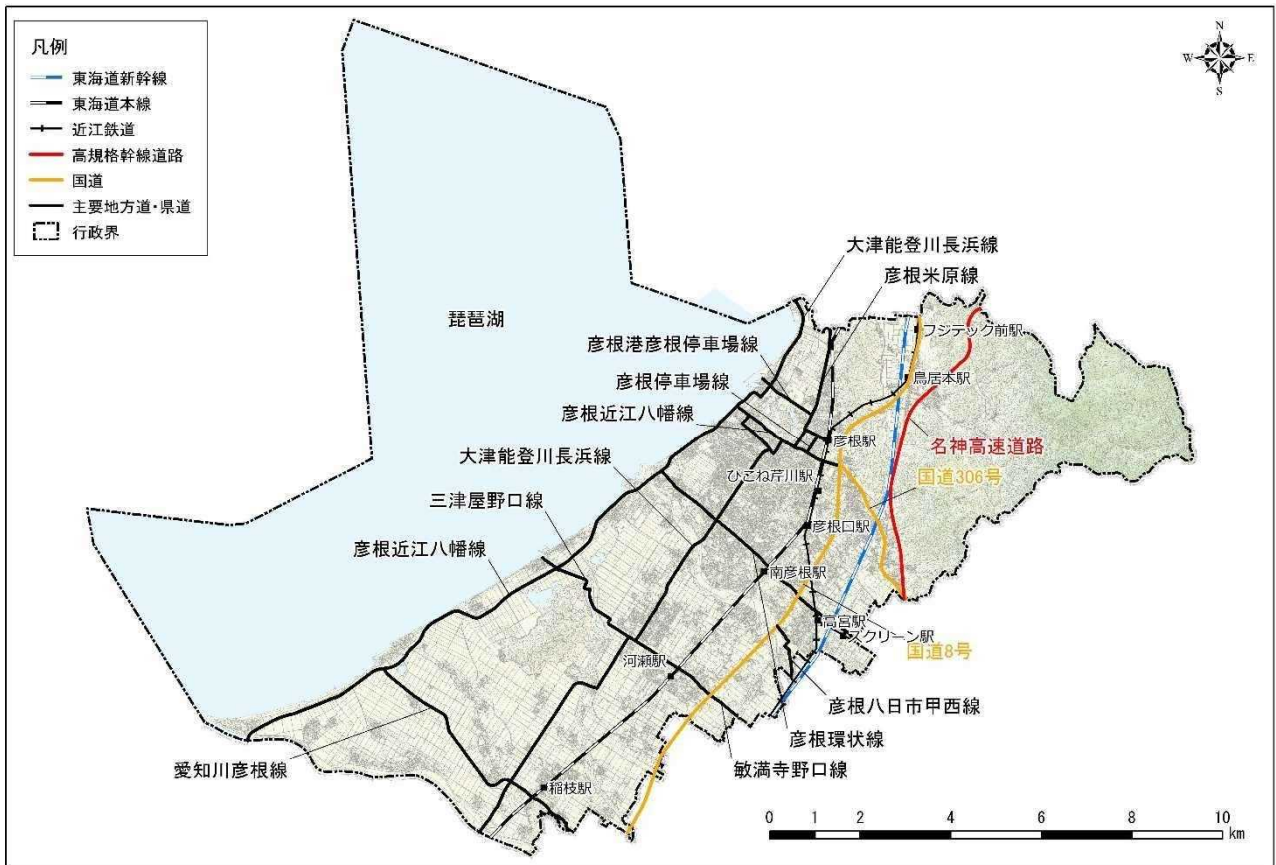 凡例
東海道新幹線
東海道本線
近江鉄道
高規格幹線道路
国道
主要地方道・県道
行政界
N
W
E
S
大津能登川長浜線
彦根米原線
琵琶湖
フジテック前駅
彦根港彦根停車場線
鳥居本駅
彦根停車場線
彦根近江八幡線
彦根駅
名神高速道路
大津能登川長浜線
ひこね芹川駅
国道306号
三津屋野口線
彦根口駅
彦根近江八幡線
南彦根駅
高宮駅
スクリーン駅
国道8号
河瀬駅
彦根八日市甲西線
彦根環状線
敏満寺野口線
愛知川彦根線
稲枝駅
0 1 2 4 6 8 10
km